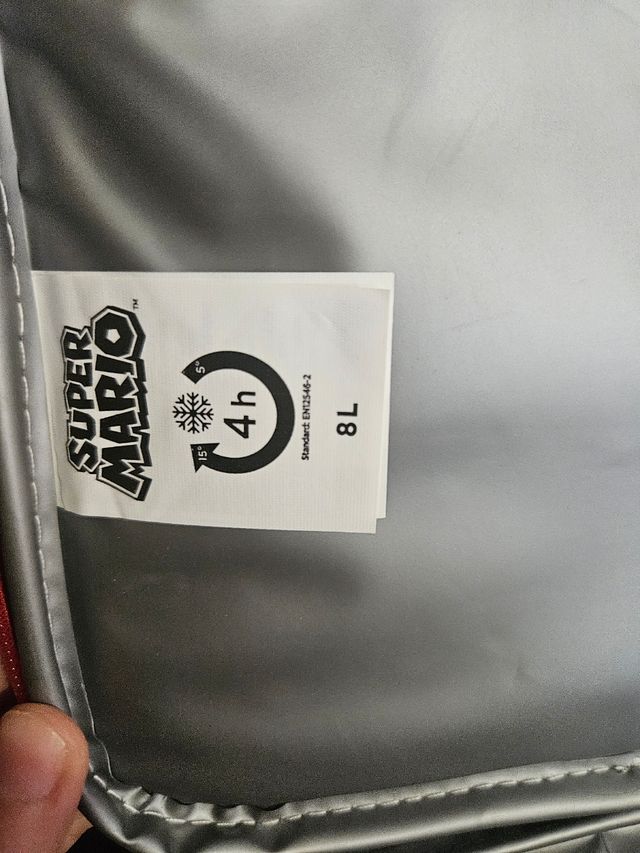 SUPER
MARIO™
15° 5°
4 h
Standard: EN12546-2
8 L